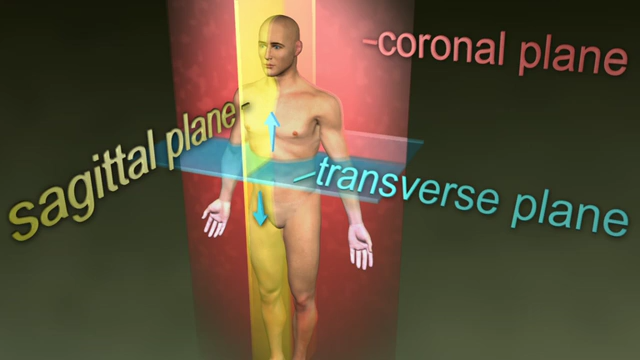 -coronal plane
sagittal plane-
-transverse plane